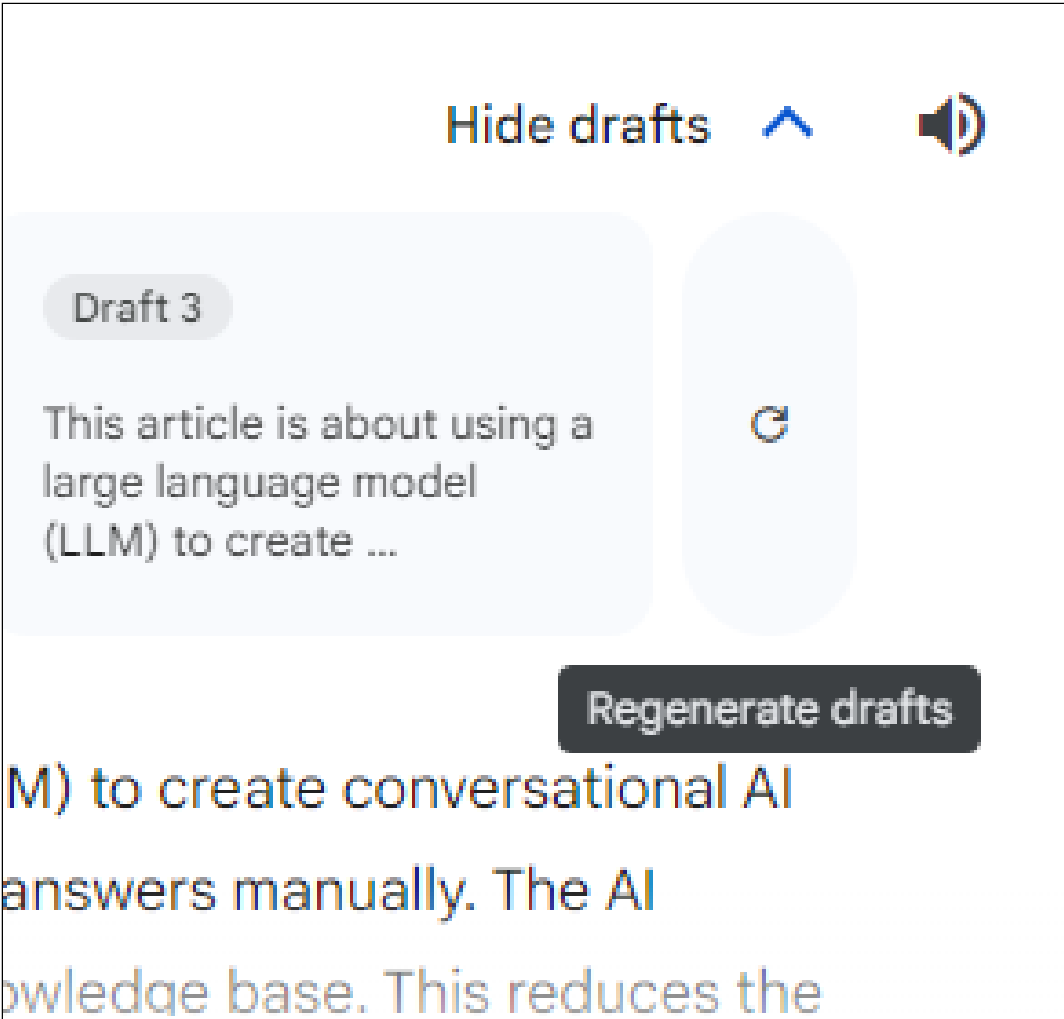 Hide drafts
Draft 3
This article is about using a
large language model
(LLM) to create ...
Regenerate drafts
M) to create conversational AI
answers manually. The AI
owledge base. This reduces the